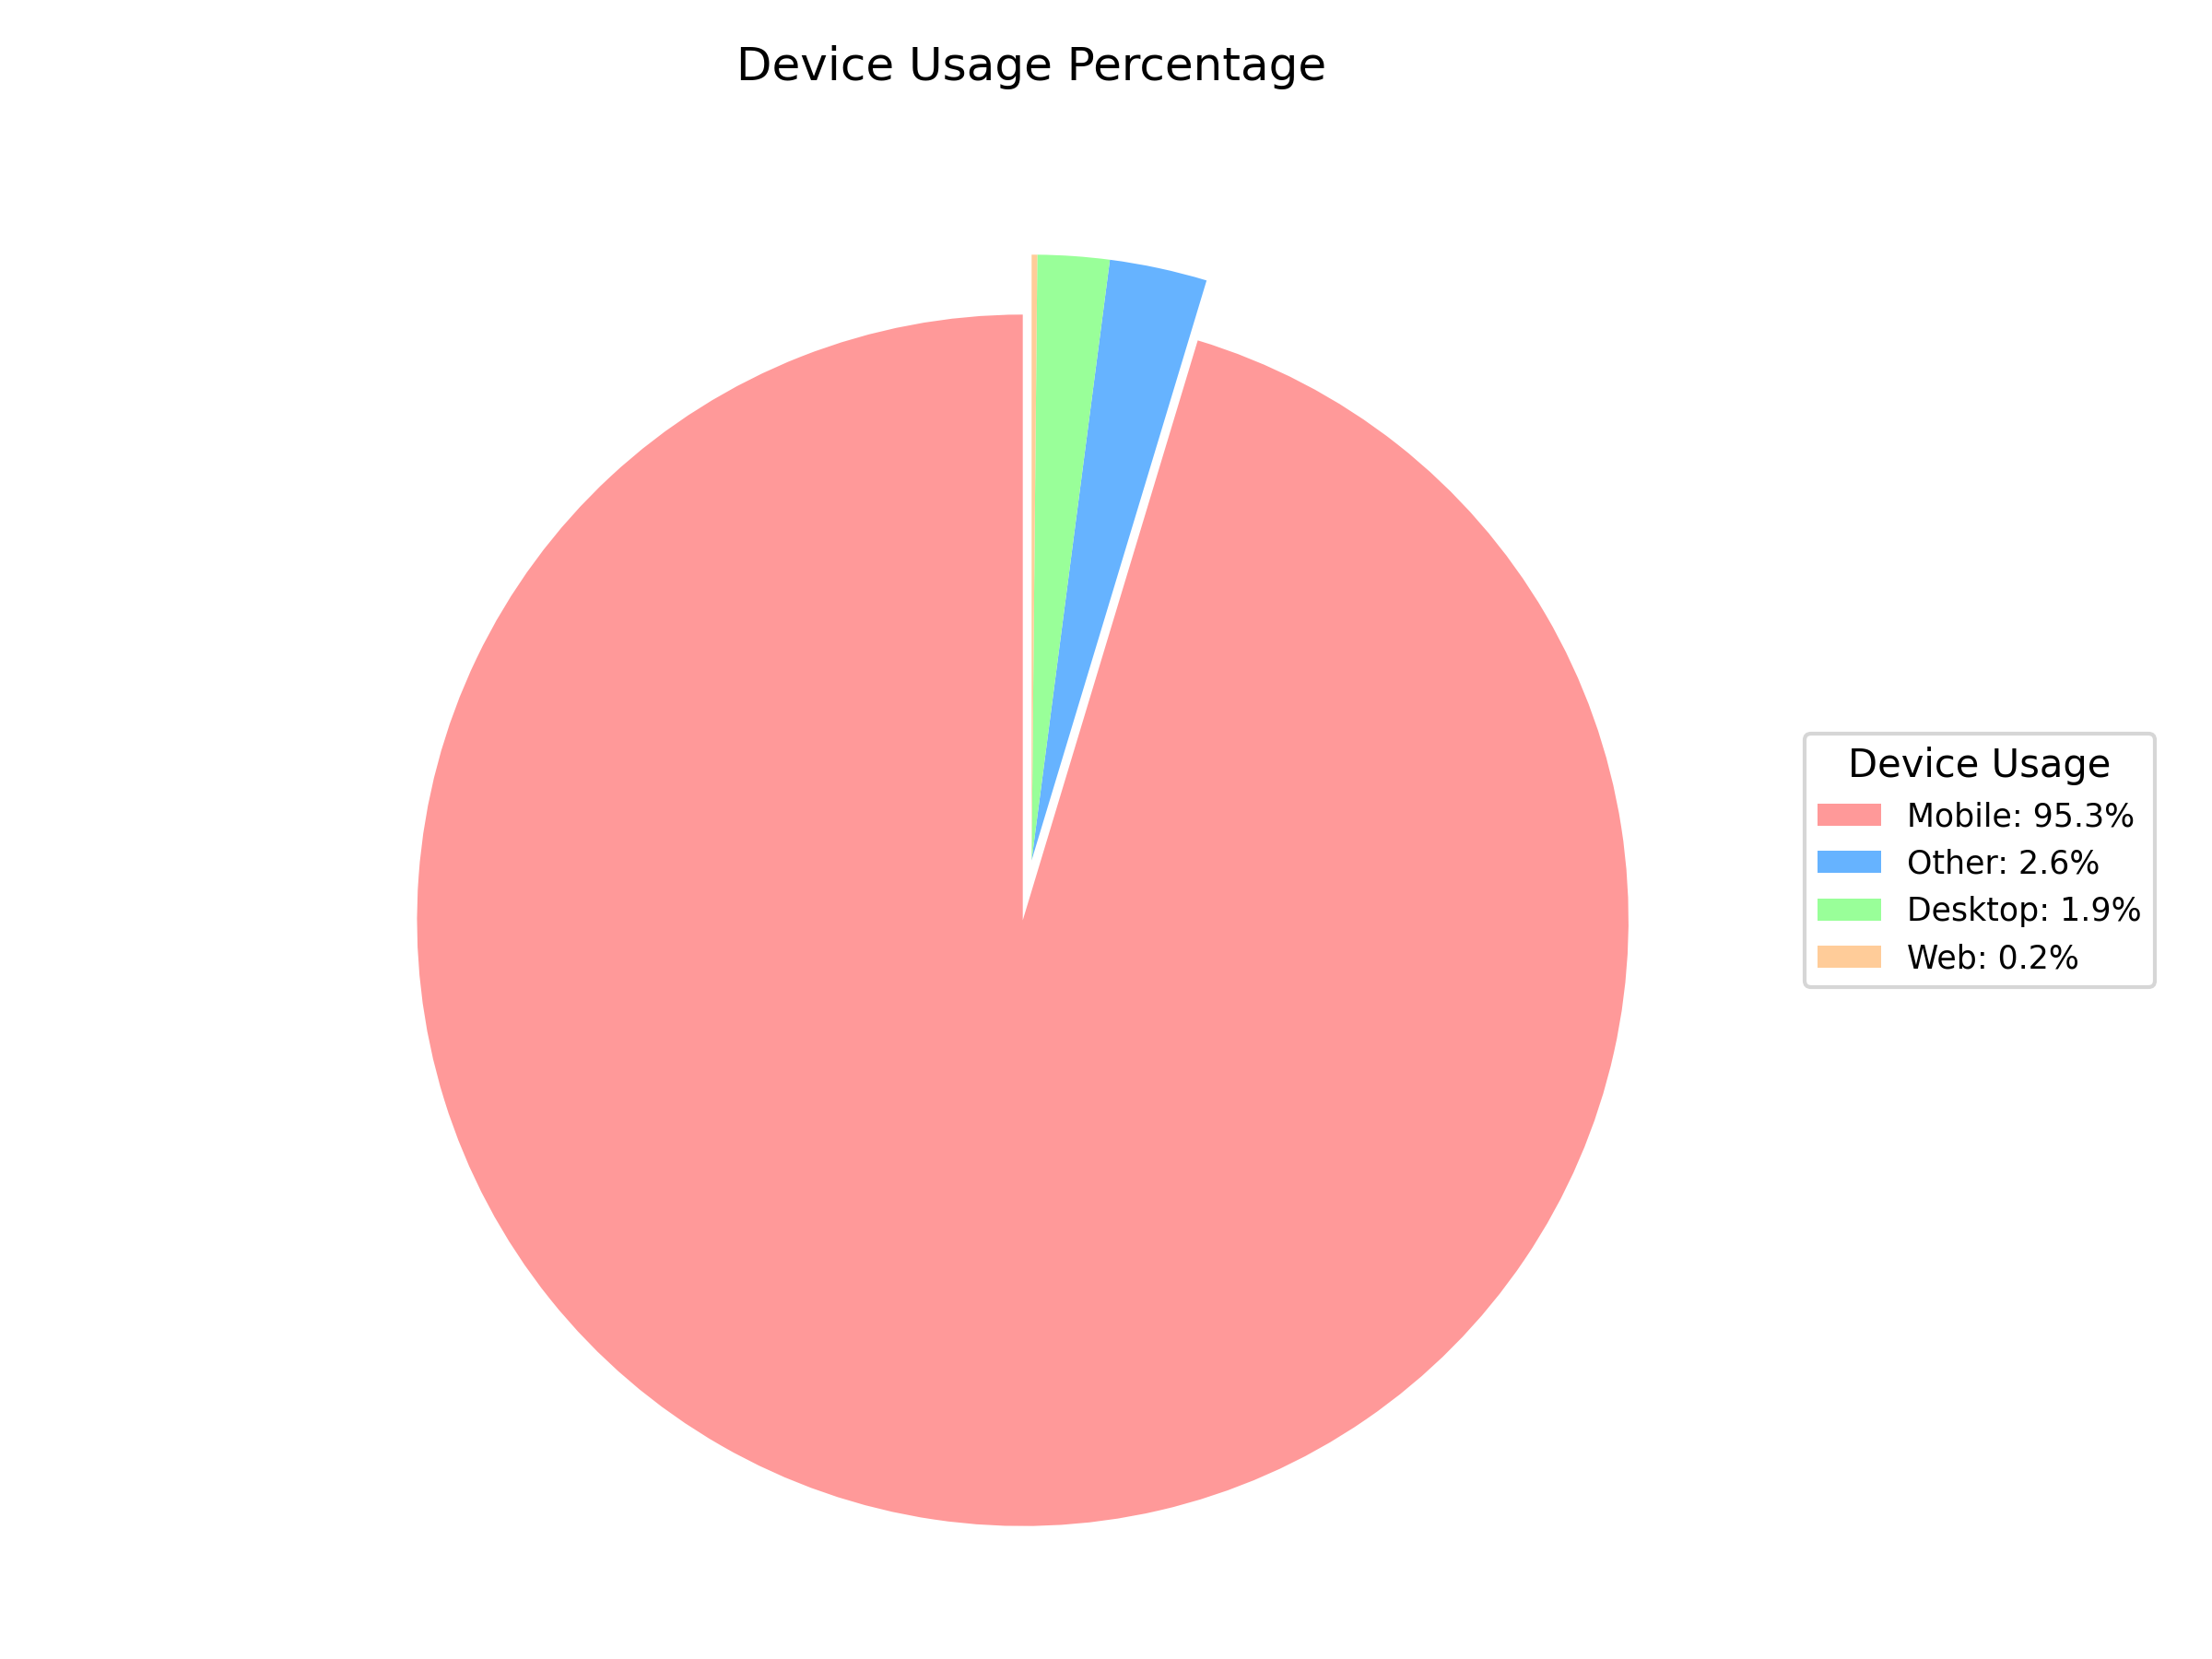 Device Usage Percentage
Device Usage
Mobile: 95.3%
Other: 2.6%
Desktop: 1.9%
Web: 0.2%